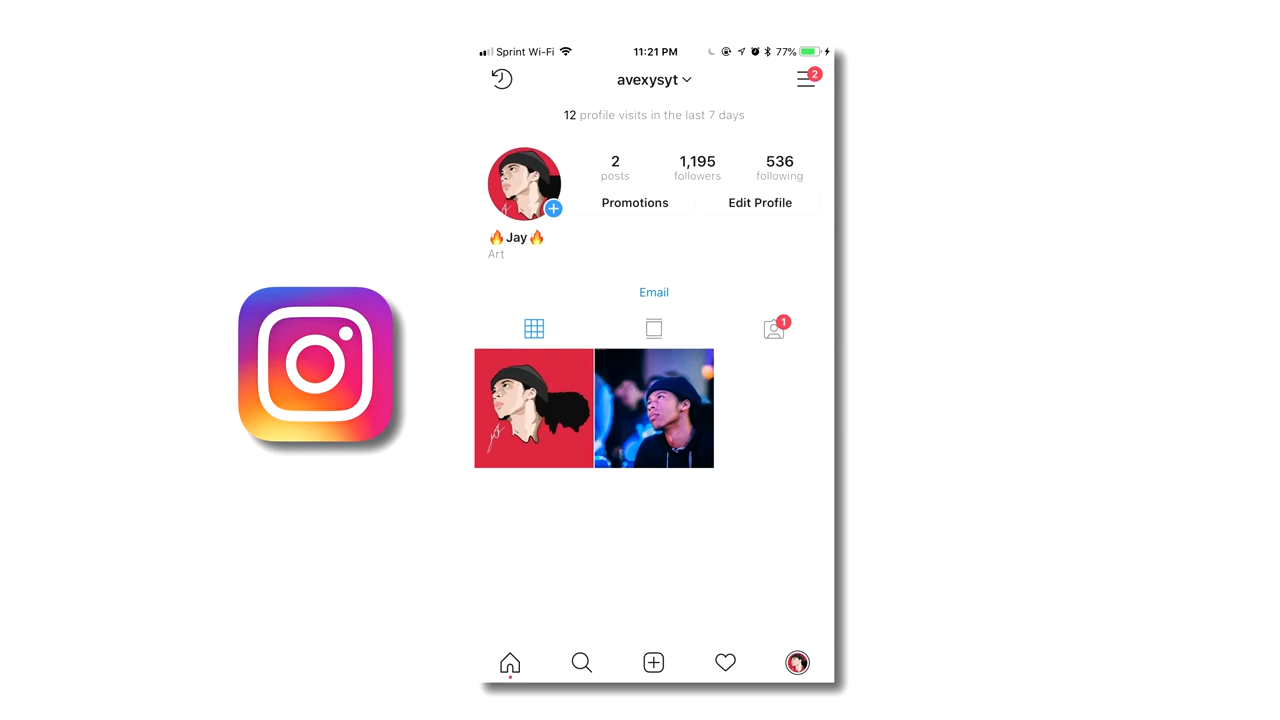 Sprint Wi-Fi 11:21 PM 77%
avexysyt 2
12 profile visits in the last 7 days
2 1,195 536
posts followers following
Promotions Edit Profile
🔥Jay🔥
Art
Email
1